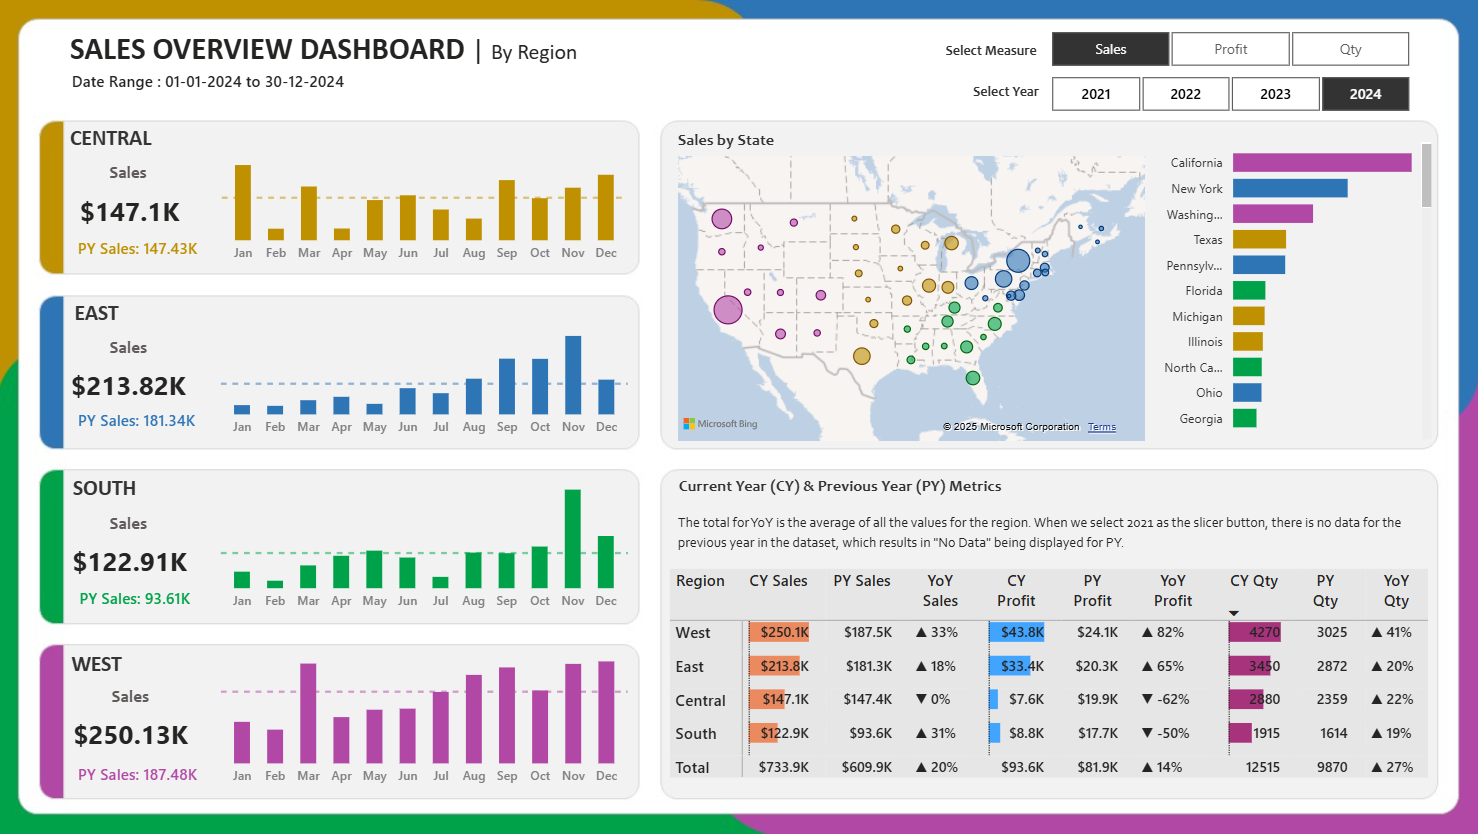 SALES OVERVIEW DASHBOARD | By Region
Date Range : 01-01-2024 to 30-12-2024
Select Measure
Sales
Profit
Qty
Select Year
2021
2022
2023
2024
CENTRAL
Sales
$147.1K
PY Sales: 147.43K
Jan Feb Mar Apr May Jun Jul Aug Sep Oct Nov Dec
EAST
Sales
$213.82K
PY Sales: 181.34K
Jan Feb Mar Apr May Jun Jul Aug Sep Oct Nov Dec
SOUTH
Sales
$122.91K
PY Sales: 93.61K
Jan Feb Mar Apr May Jun Jul Aug Sep Oct Nov Dec
WEST
Sales
$250.13K
PY Sales: 187.48K
Jan Feb Mar Apr May Jun Jul Aug Sep Oct Nov Dec
Sales by State
Microsoft Bing
© 2025 Microsoft Corporation Terms
California
New York
Washing...
Texas
Pennsylv...
Florida
Michigan
Illinois
North Ca...
Ohio
Georgia
Current Year (CY) & Previous Year (PY) Metrics
The total for YoY is the average of all the values for the region. When we select 2021 as the slicer button, there is no data for the
previous year in the dataset, which results in "No Data" being displayed for PY.
Region CY Sales PY Sales YoY Sales CY Profit PY Profit YoY Profit CY Qty PY Qty YoY Qty
West $250.1K $187.5K ▲ 33% $43.8K $24.1K ▲ 82% 4270 3025 ▲ 41%
East $213.8K $181.3K ▲ 18% $33.4K $20.3K ▲ 65% 3450 2872 ▲ 20%
Central $147.1K $147.4K ▼ 0% $7.6K $19.9K ▼ -62% 2880 2359 ▲ 22%
South $122.9K $93.6K ▲ 31% $8.8K $17.7K ▼ -50% 1915 1614 ▲ 19%
Total $733.9K $609.9K ▲ 20% $93.6K $81.9K ▲ 14% 12515 9870 ▲ 27%